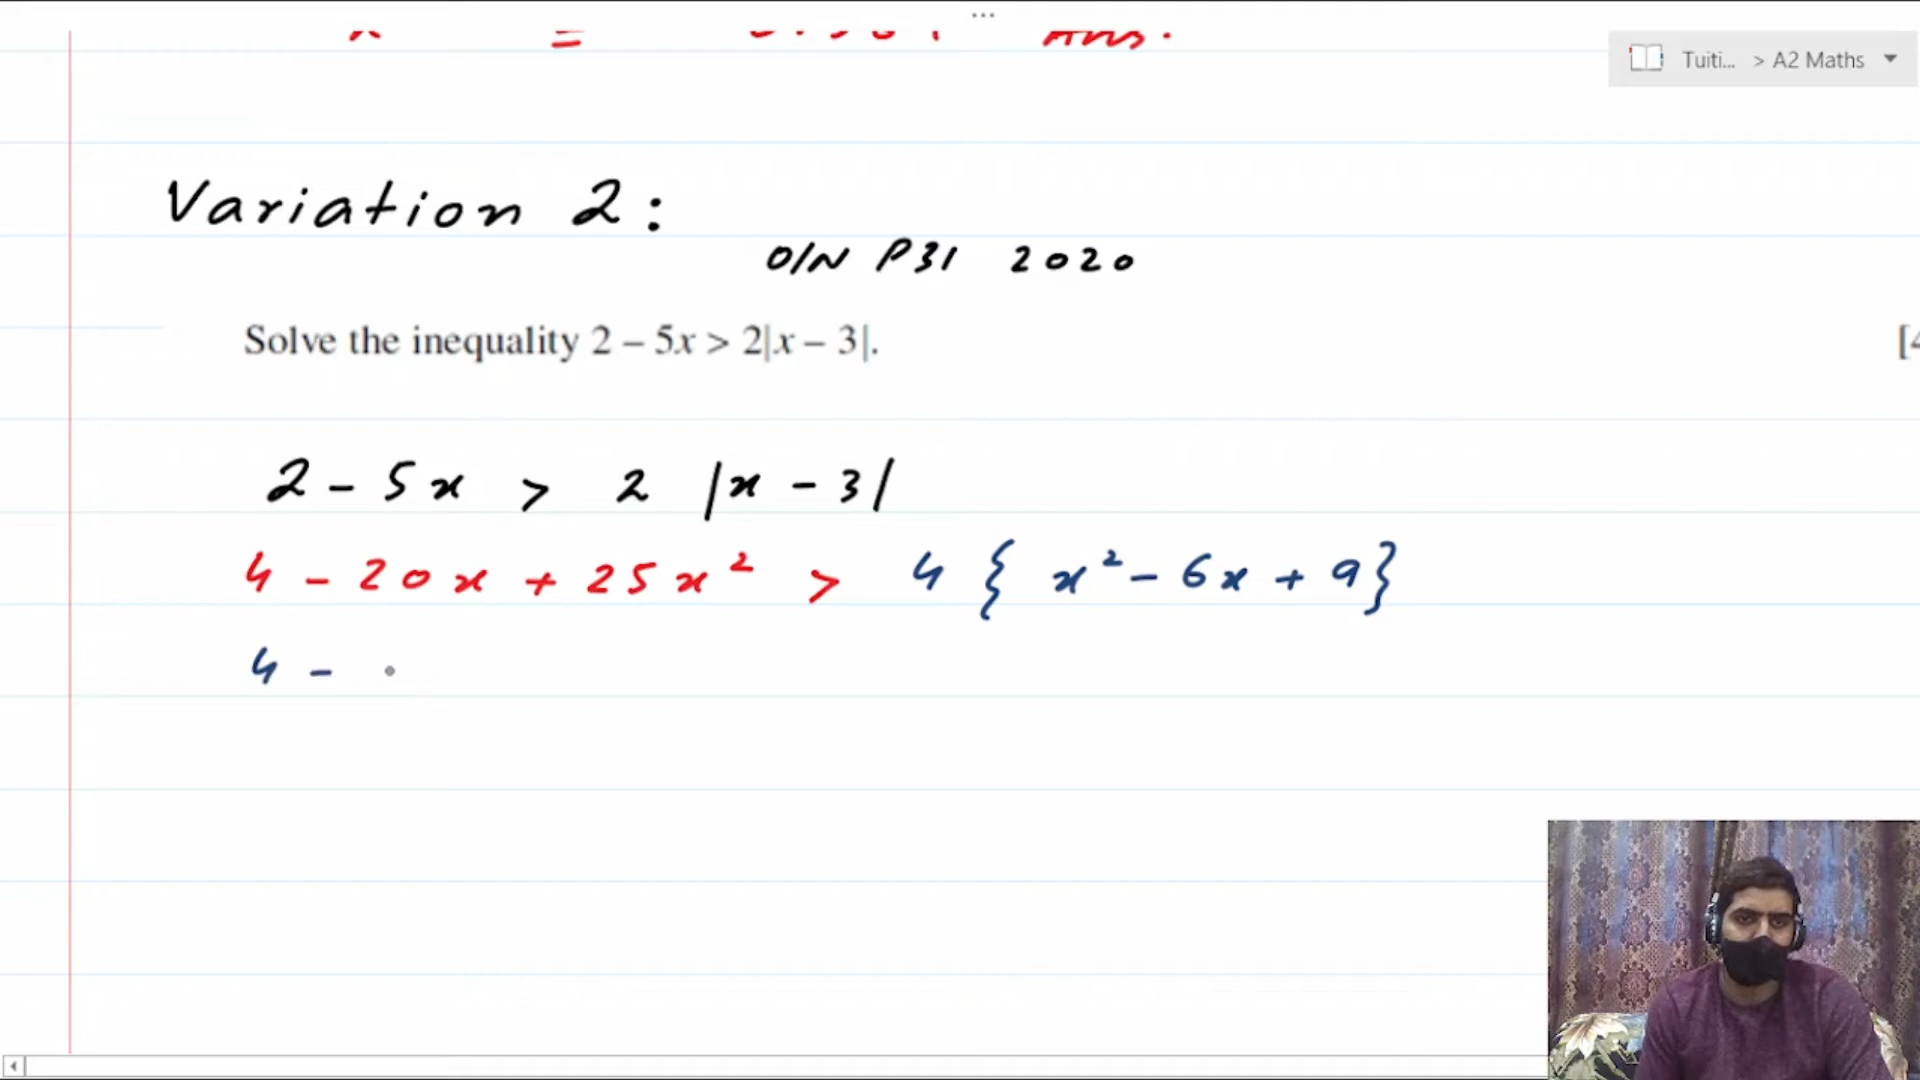 ...
Ans.
Tuiti... > A2 Maths
Variation 2:
O/N P31 2020
Solve the inequality 2 – 5x > 2|x – 3|.
2 - 5x > 2 |x - 3|
4 - 20x + 25x² > 4 { x² - 6x + 9}
4 -